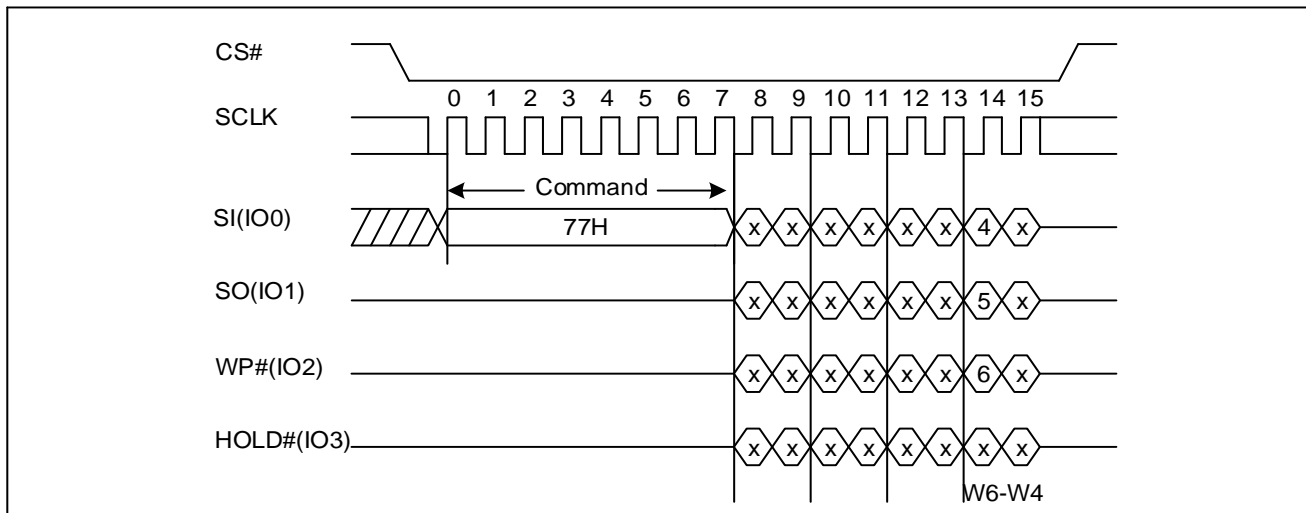 CS#
0 1 2 3 4 5 6 7 8 9 10 11 12 13 14 15
SCLK
Command
SI(IO0) 77H x x x x x x 4 x
SO(IO1) x x x x x x 5 x
WP#(IO2) x x x x x x 6 x
HOLD#(IO3) x x x x x x x x
W6-W4